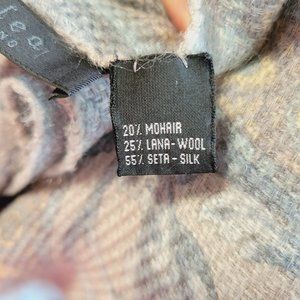 20% MOHAIR
25% LANA-WOOL
55% SETA-SILK